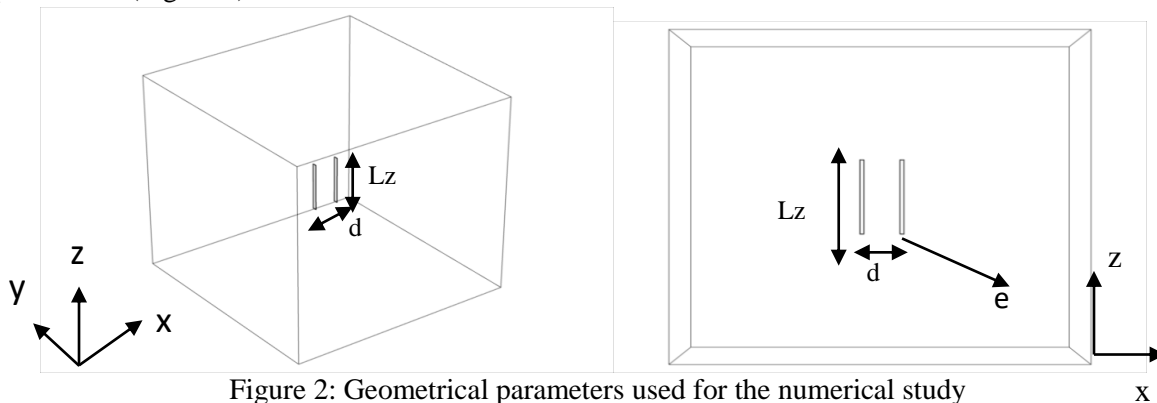 Lz
d
z
y
x
Lz
d
e
z
x
Figure 2: Geometrical parameters used for the numerical study